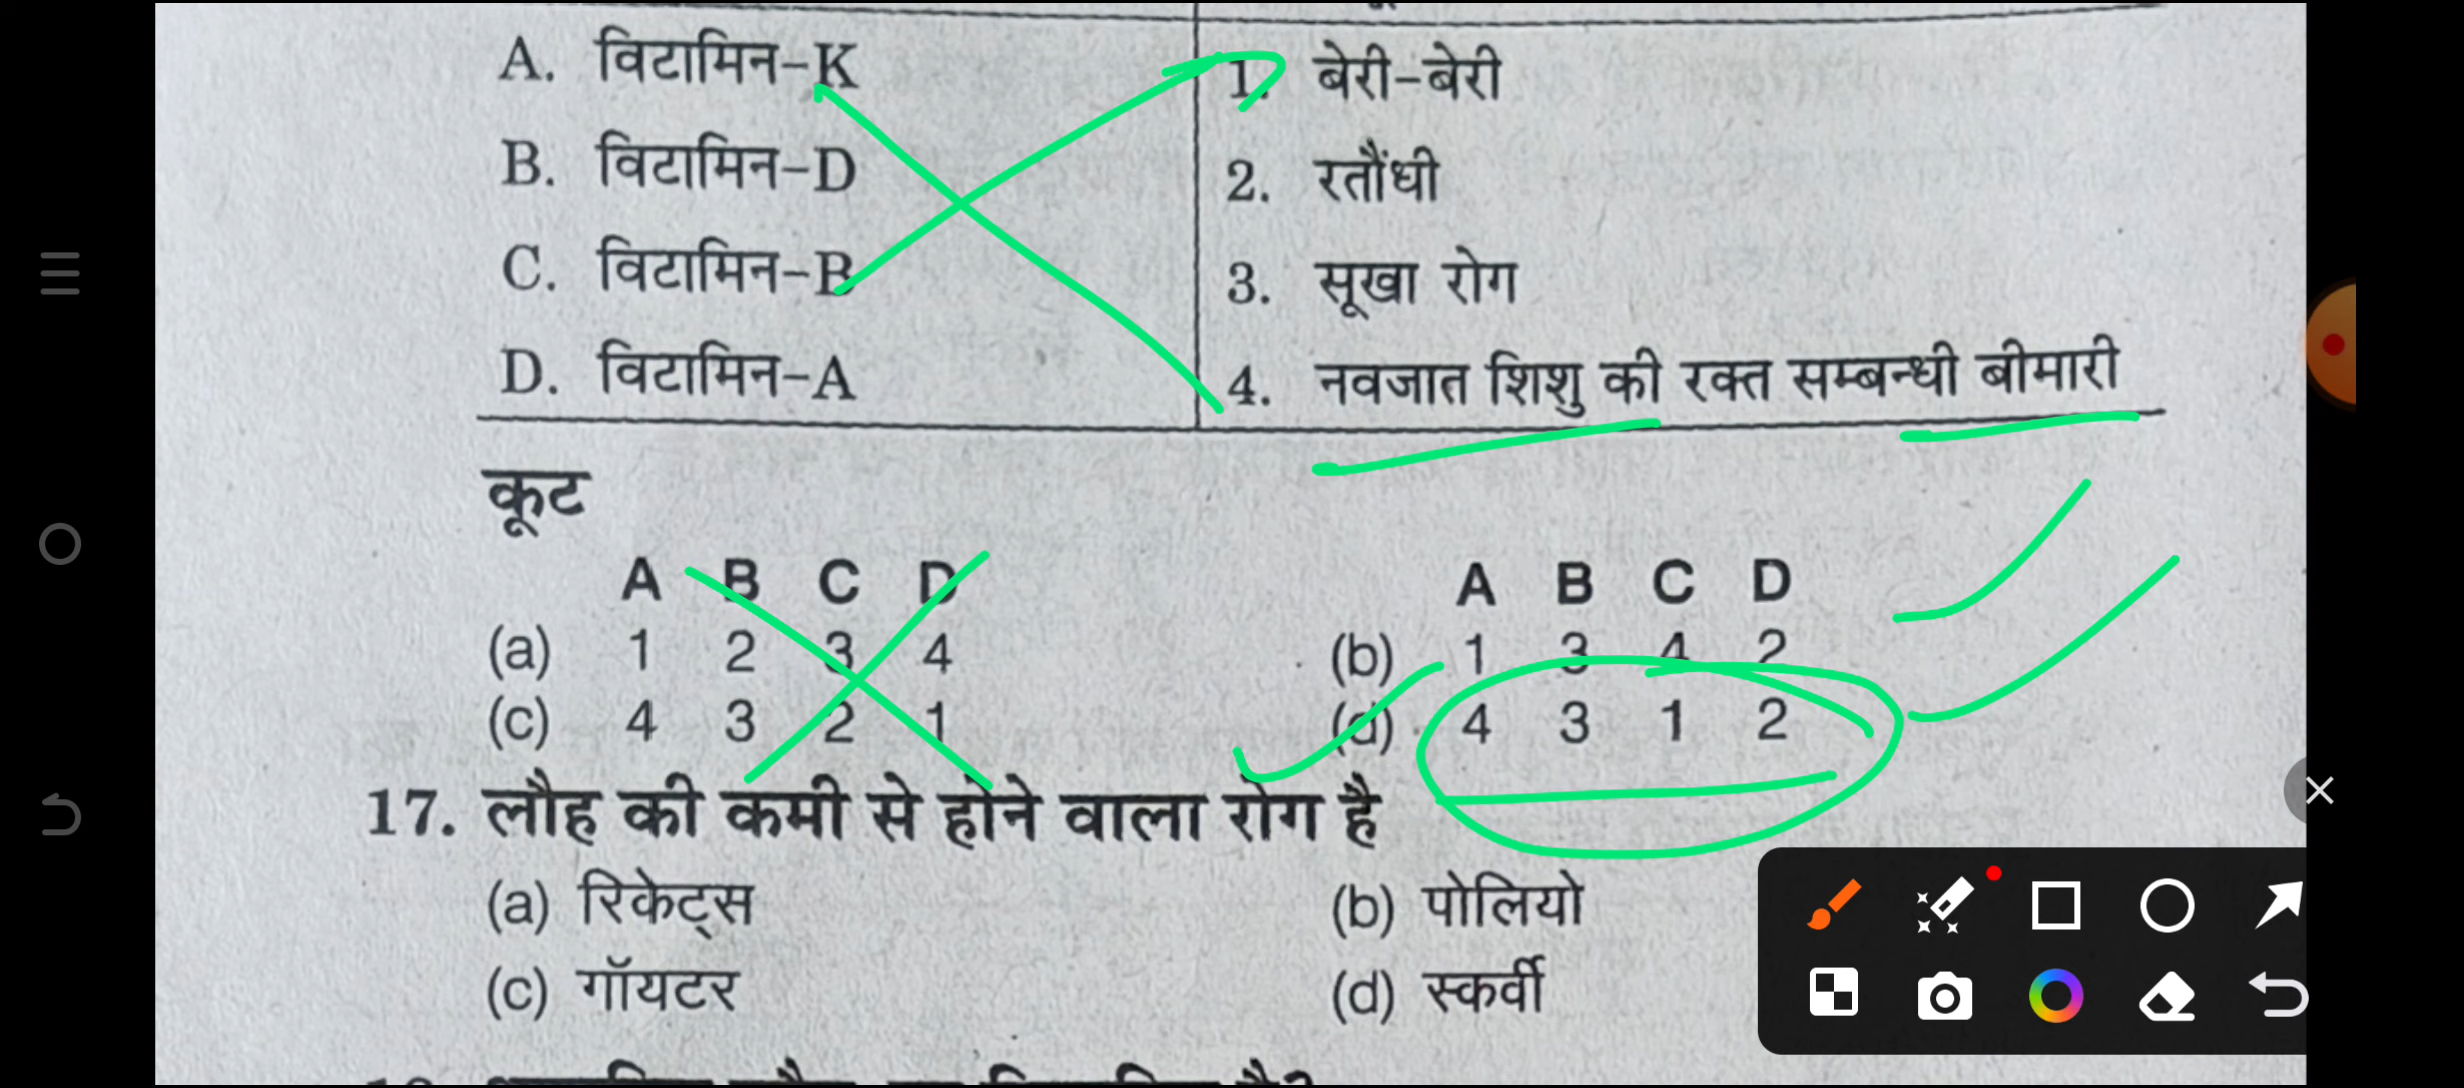 A. विटामिन-K
1. बेरी-बेरी
B. विटामिन-D
2. रतौंधी
C. विटामिन-B
3. सूखा रोग
D. विटामिन-A
4. नवजात शिशु की रक्त सम्बन्धी बीमारी
कूट
A B C D
A B C D
(a) 1 2 3 4
(b) 1 3 4 2
(c) 4 3 2 1
(d) 4 3 1 2
17. लौह की कमी से होने वाला रोग है
(a) रिकेट्स
(b) पोलियो
(c) गॉयटर
(d) स्कर्वी